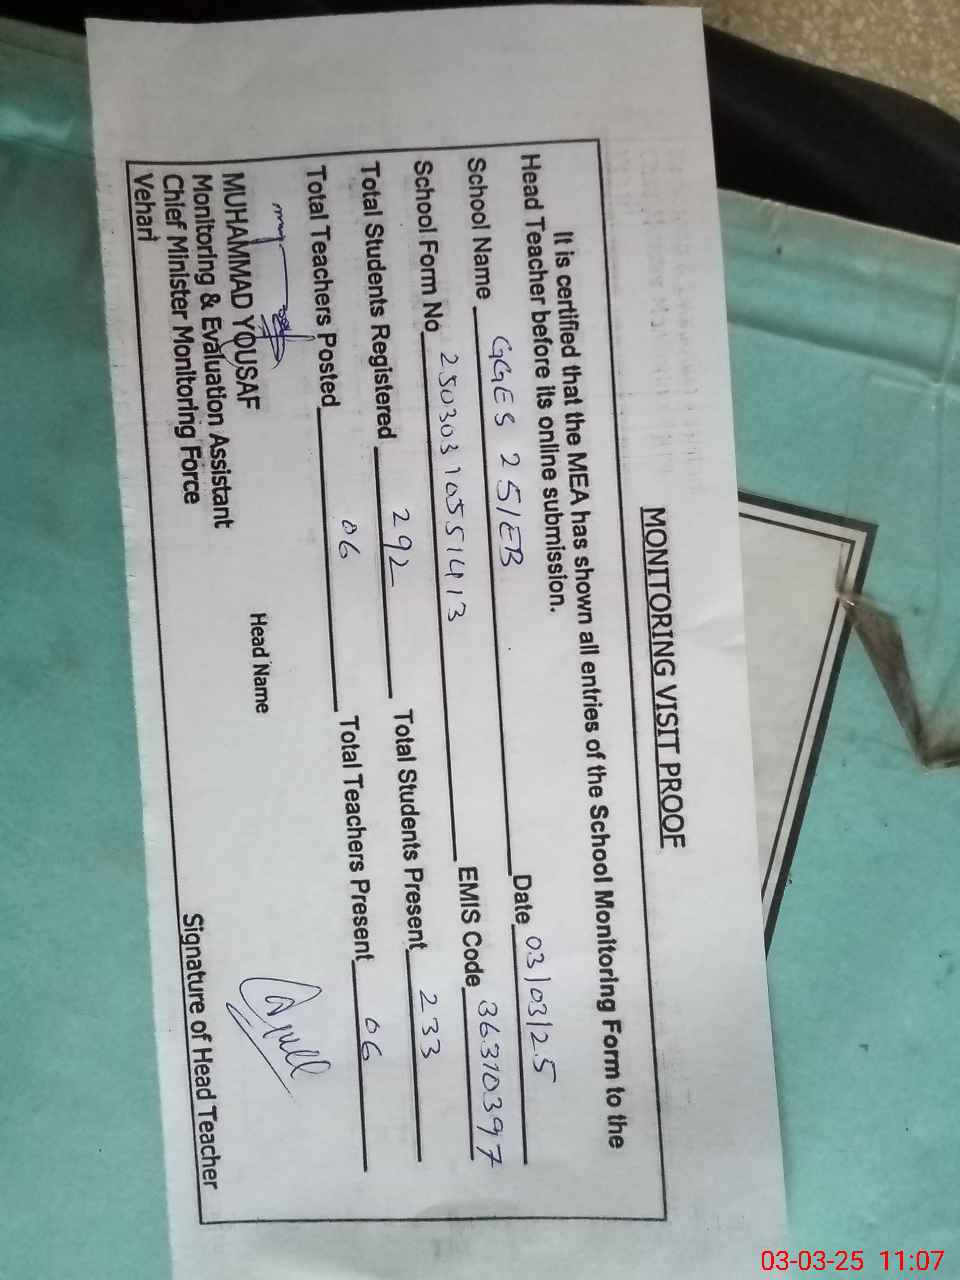 MONITORING VISIT PROOF
It is certified that the MEA has shown all entries of the School Monitoring Form to the
Head Teacher before its online submission.
School Name GGES 251EB Date 03/03/25
School Form No 25030310551413 EMIS Code 36310397
Total Students Registered 292 Total Students Present 233
Total Teachers Posted 06 Total Teachers Present 06
MUHAMMAD YOUSAF Head Name
Monitoring & Evaluation Assistant
Chief Minister Monitoring Force Signature of Head Teacher
Vehari
03-03-25 11:07